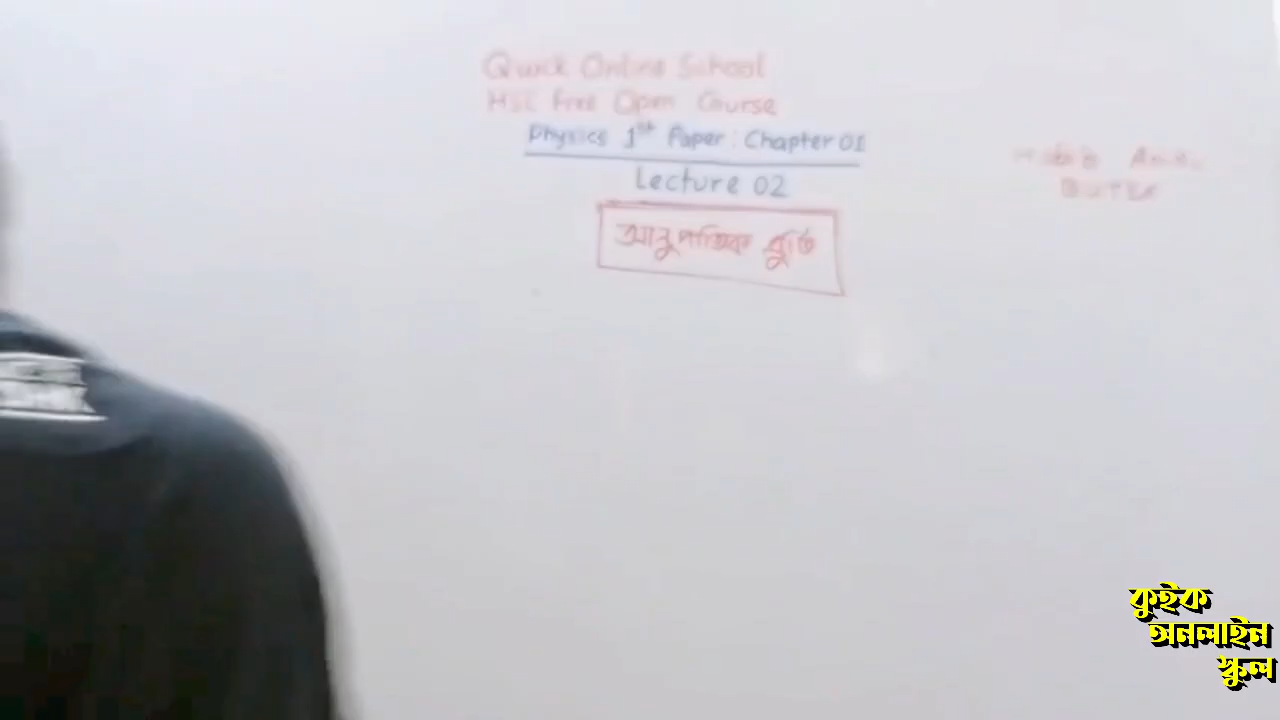 Quick Online School
HSC Free Open Course
Physics 1st Paper: Chapter 01
Lecture 02
আনুপাতিক ত্রুটি
কুইক
অনলাইন
স্কুল